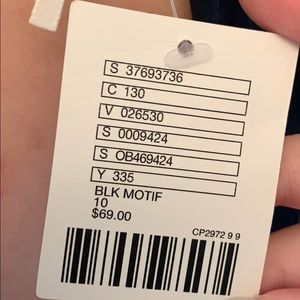 S 37693736
C 130
V 026530
S 0009424
S OB469424
Y 335
BLK MOTIF
10
$69.00
CP2972 9 9